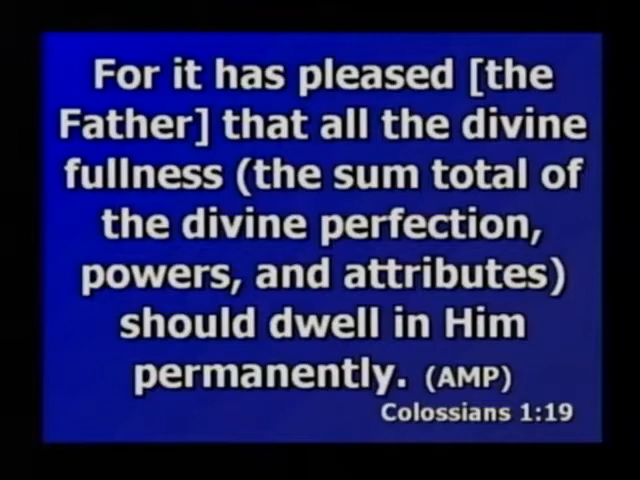 For it has pleased [the
Father] that all the divine
fullness (the sum total of
the divine perfection,
powers, and attributes)
should dwell in Him
permanently. (AMP)
Colossians 1:19